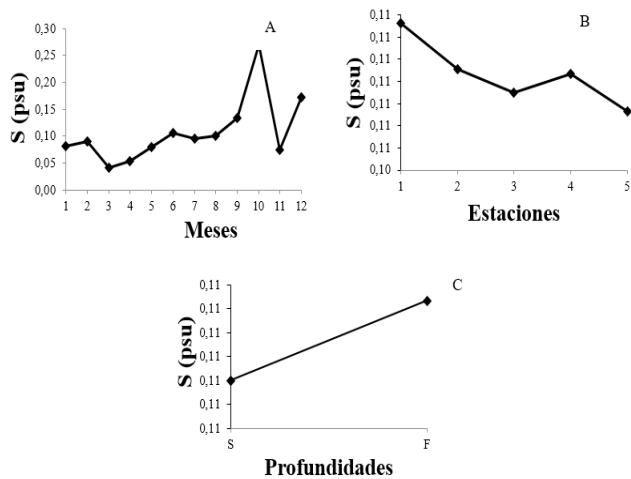 A
S (psu)
0,30
0,25
0,20
0,15
0,10
0,05
0,00
1 2 3 4 5 6 7 8 9 10 11 12
Meses
B
S (psu)
0,11
0,11
0,11
0,11
0,11
0,11
0,11
0,10
1 2 3 4 5
Estaciones
C
S (psu)
0,11
0,11
0,11
0,11
0,11
0,11
0,11
S F
Profundidades